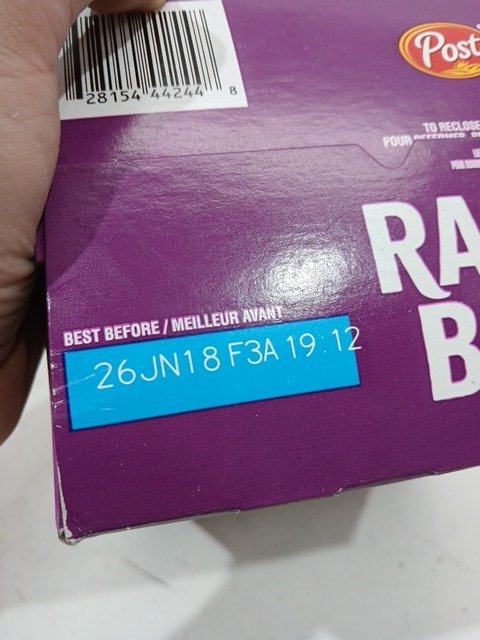 28154 44244 8
Post
TO RECLOSE
POUR
BEST BEFORE / MEILLEUR AVANT
26JN18 F3A 19:12
RA
B